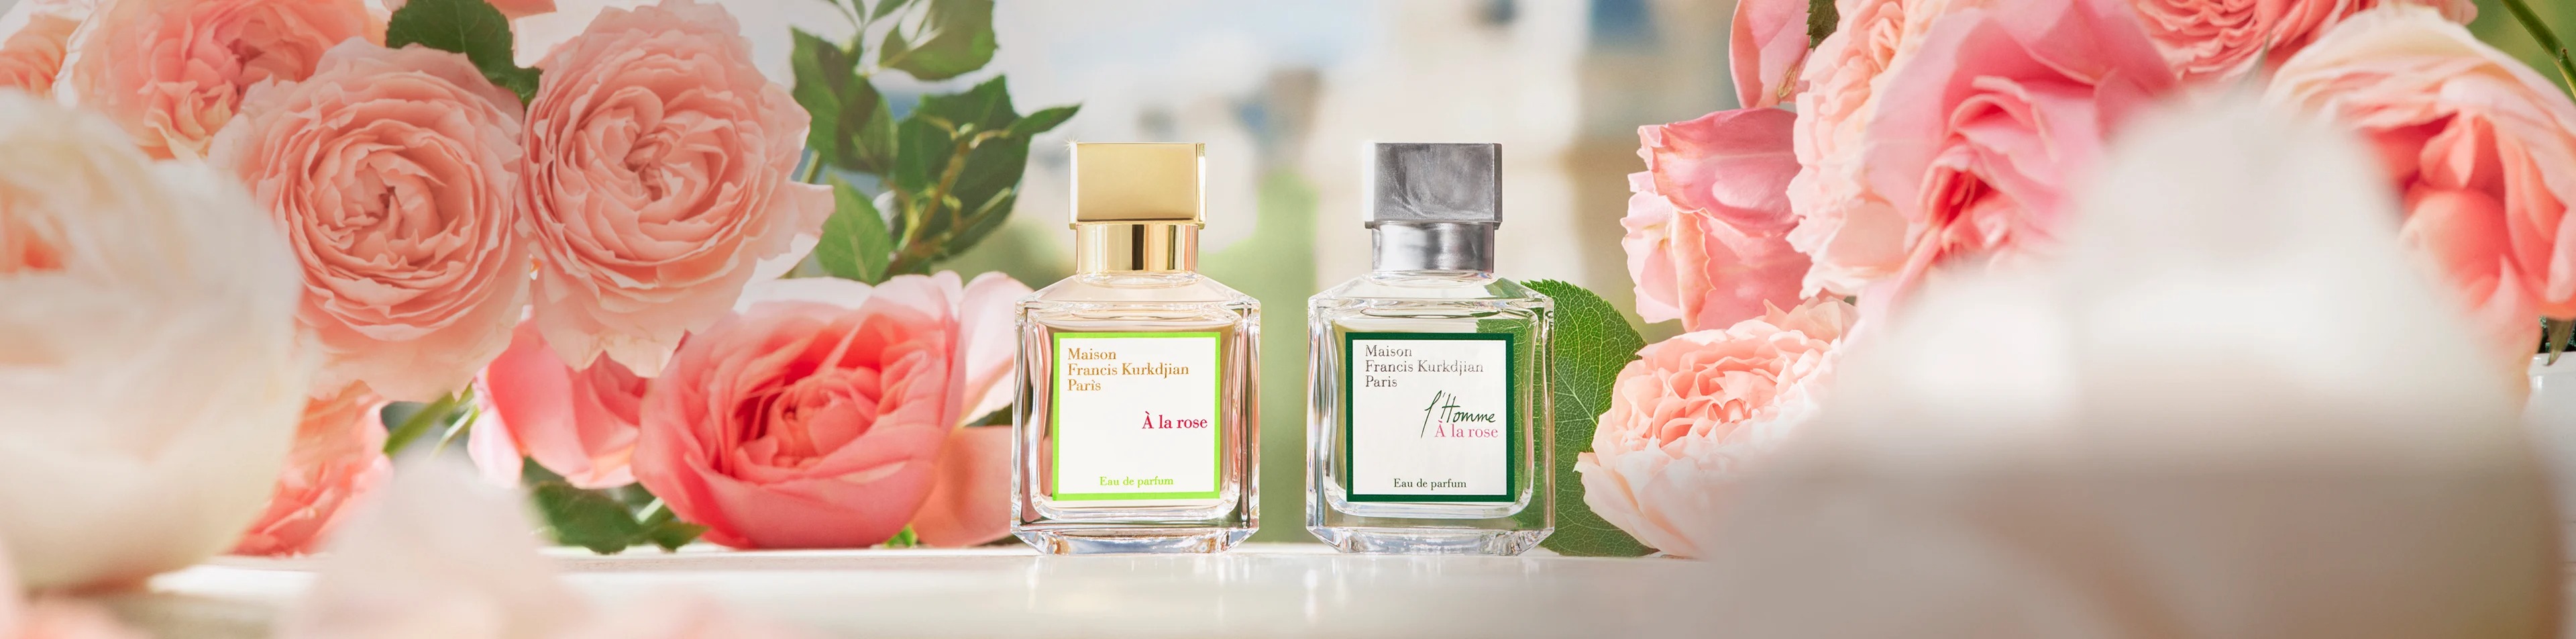 Maison
Francis Kurkdjian
Paris
À la rose
Eau de parfum
Maison
Francis Kurkdjian
Paris
l'Homme
À la rose
Eau de parfum